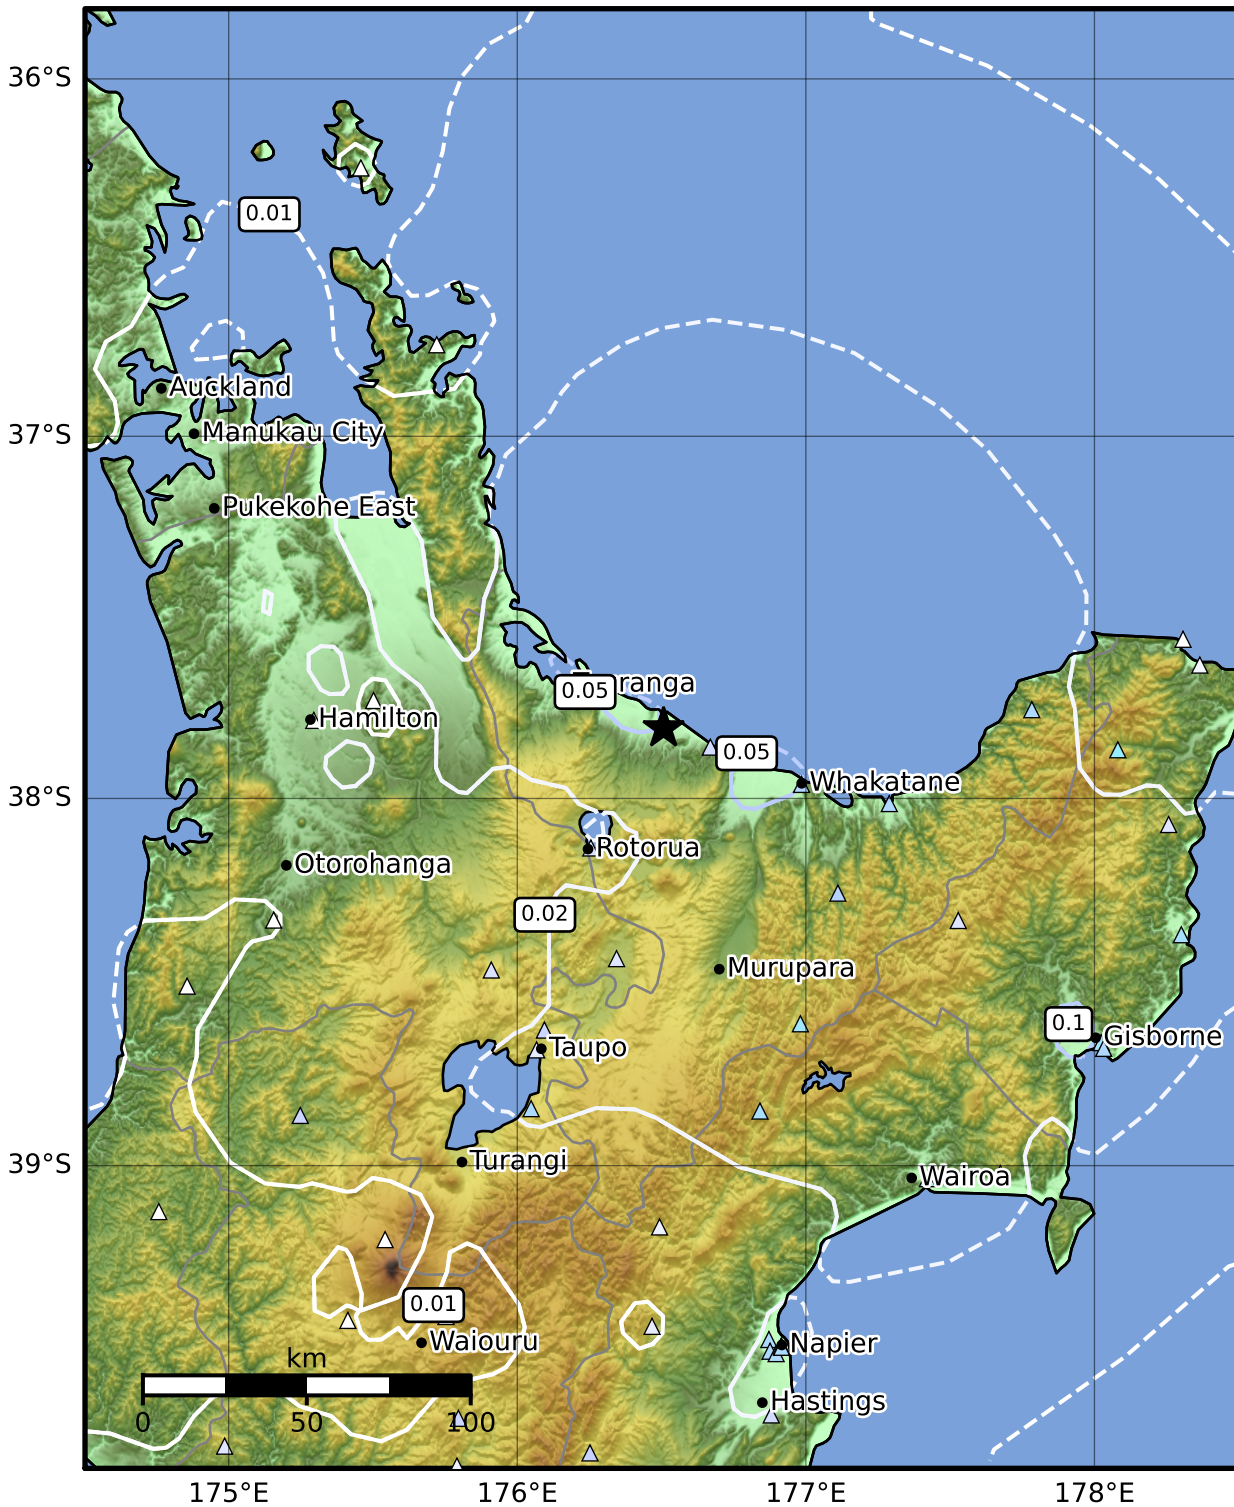 36°S
0.01
Auckland
37°S
Manukau City
Pukekohe East
ranga
0.05
Hamilton
0.05
Whakatane
38°S
Rotorua
Otorohanga
0.02
Murupara
0.1
Gisborne
Taupo
39°S
Turangi
Wairoa
0.01
Waiouru
Napier
km
Hastings
0
50
100
175°E
176°E
177°E
178°E